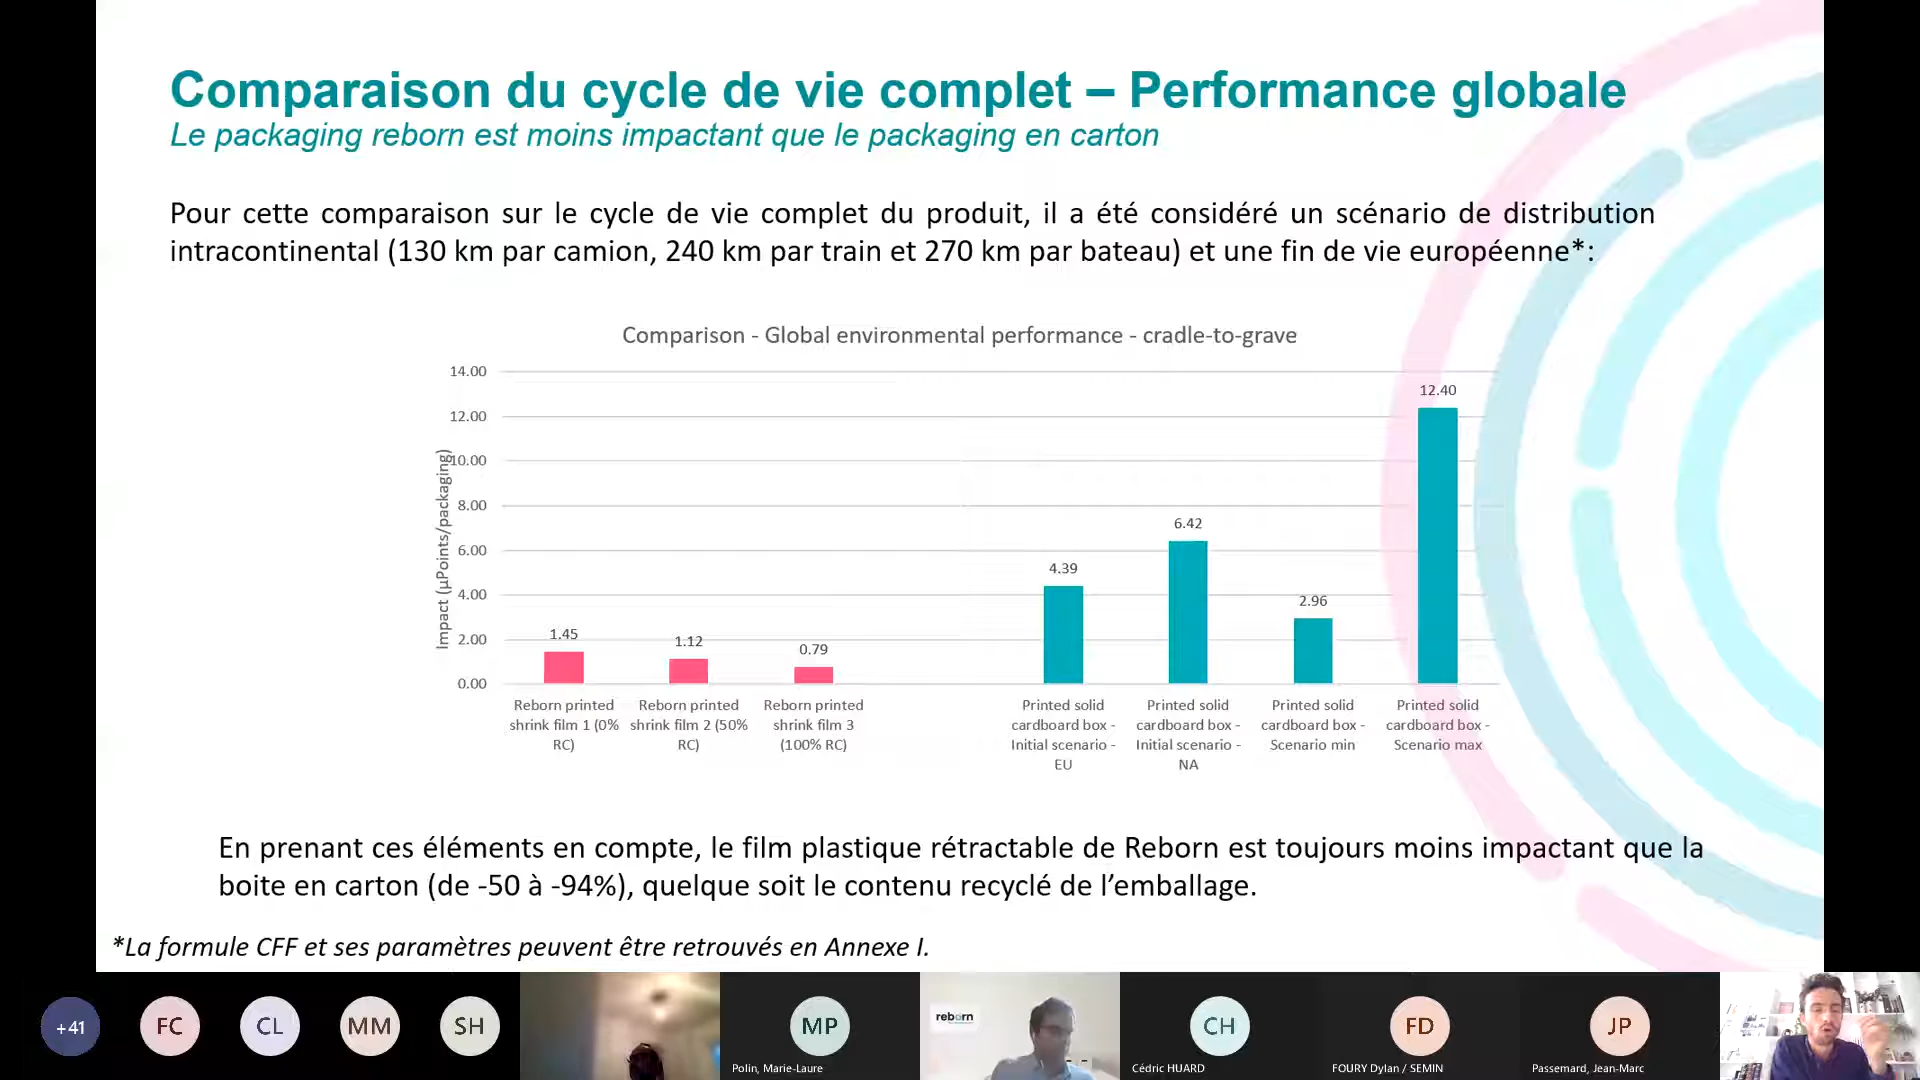 Comparaison du cycle de vie complet – Performance globale
Le packaging reborn est moins impactant que le packaging en carton
Pour cette comparaison sur le cycle de vie complet du produit, il a été considéré un scénario de distribution
intracontinental (130 km par camion, 240 km par train et 270 km par bateau) et une fin de vie européenne*:
Comparison - Global environmental performance - cradle-to-grave
Impact (µPoints/packaging)
14.00
12.00
10.00
8.00
6.00
4.00
2.00
0.00
1.45
1.12
0.79
4.39
6.42
2.96
12.40
Reborn printed
shrink film 1 (0%
RC)
Reborn printed
shrink film 2 (50%
RC)
Reborn printed
shrink film 3
(100% RC)
Printed solid
cardboard box -
Initial scenario -
EU
Printed solid
cardboard box -
Initial scenario -
NA
Printed solid
cardboard box -
Scenario min
Printed solid
cardboard box -
Scenario max
En prenant ces éléments en compte, le film plastique rétractable de Reborn est toujours moins impactant que la
boite en carton (de -50 à -94%), quelque soit le contenu recyclé de l’emballage.
*La formule CFF et ses paramètres peuvent être retrouvés en Annexe I.
+41
FC
CL
MM
SH
MP
Polin, Marie-Laure
reborn
CH
Cédric HUARD
FD
FOURY Dylan / SEMIN
JP
Passemard, Jean-Marc